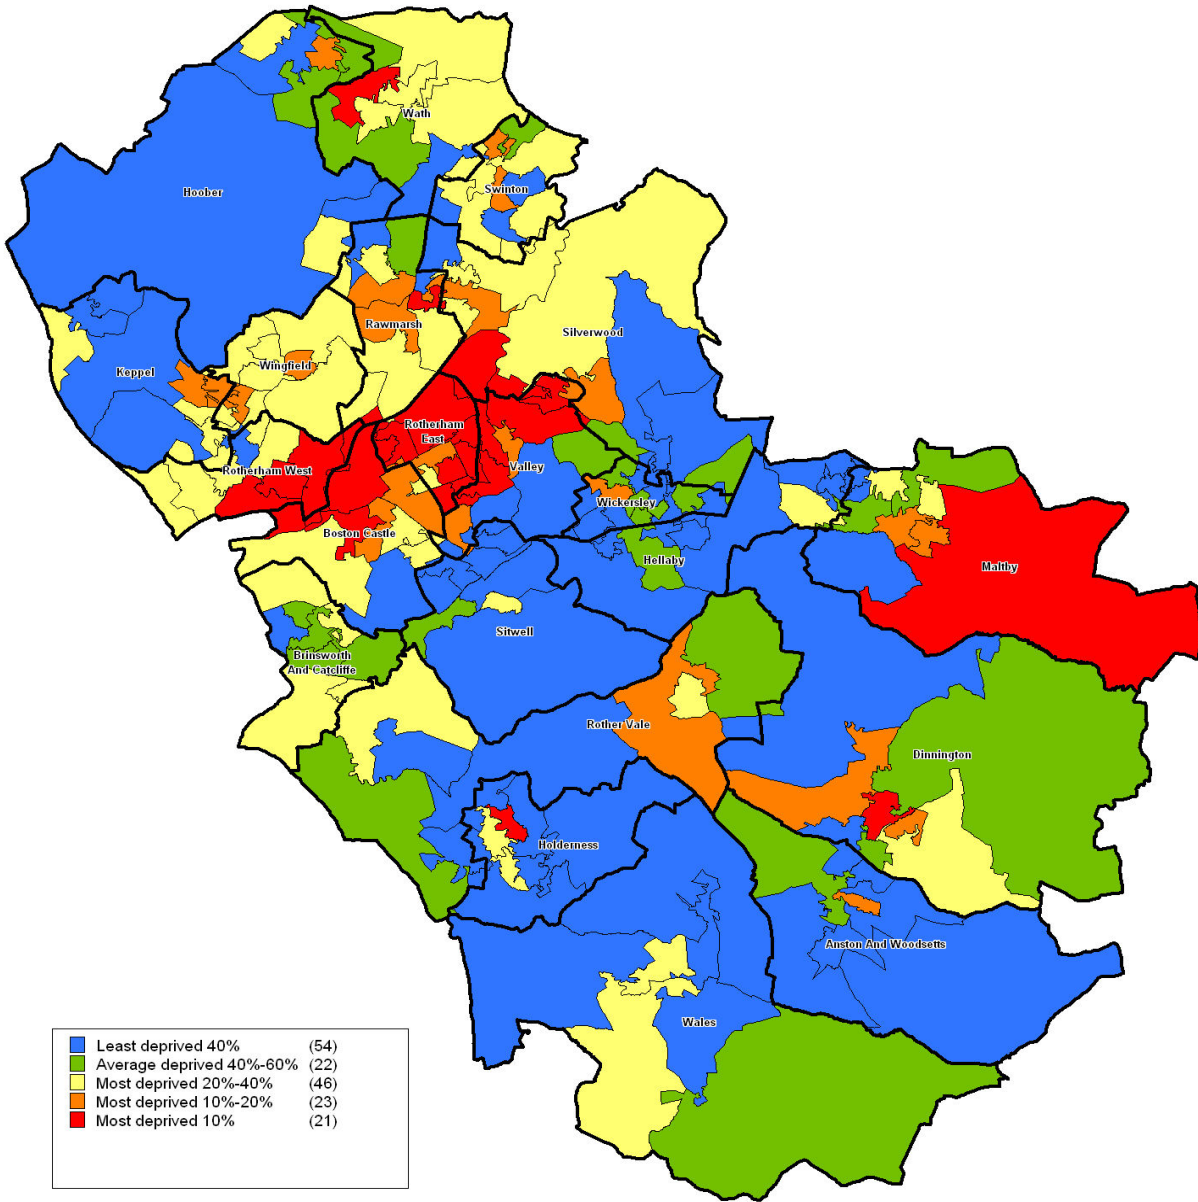 Wath
Hoober
Swinton
Rawmarsh
Silverwood
Wingfield
Keppel
Rotherham
East
Rotherham West
Valley
Wickersley
Boston Castle
Hellaby
Maltby
Sitwell
Brinsworth
And Catcliffe
Rother Vale
Dinnington
Holderness
Anston And Woodsetts
Wales
Least deprived 40% (54)
Average deprived 40%-60% (22)
Most deprived 20%-40% (46)
Most deprived 10%-20% (23)
Most deprived 10% (21)